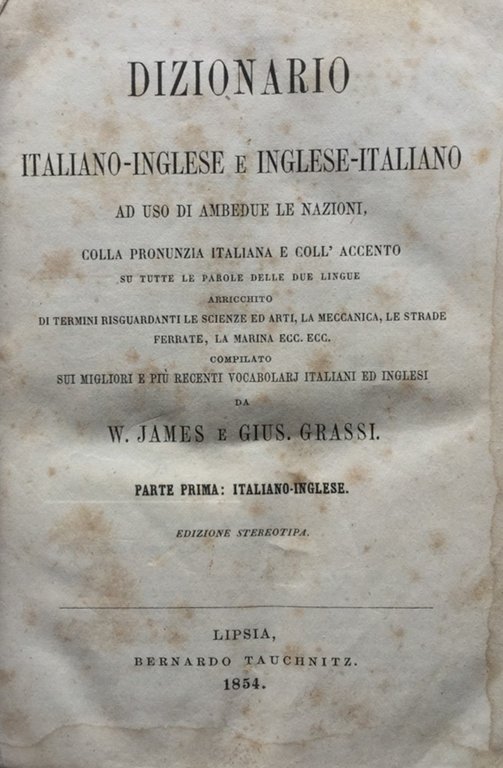 DIZIONARIO
ITALIANO-INGLESE E INGLESE-ITALIANO
AD USO DI AMBEDUE LE NAZIONI,
COLLA PRONUNZIA ITALIANA E COLL' ACCENTO
SU TUTTE LE PAROLE DELLE DUE LINGUE
ARRICCHITO
DI TERMINI RISGUARDANTI LE SCIENZE ED ARTI, LA MECCANICA, LE STRADE
FERRATE, LA MARINA ECC. ECC.
COMPILATO
SUI MIGLIORI E PIÙ RECENTI VOCABOLARJ ITALIANI ED INGLESI
DA
W. JAMES E GIUS. GRASSI.
PARTE PRIMA: ITALIANO-INGLESE.
EDIZIONE STEREOTIPA.
LIPSIA,
BERNARDO TAUCHNITZ.
1854.